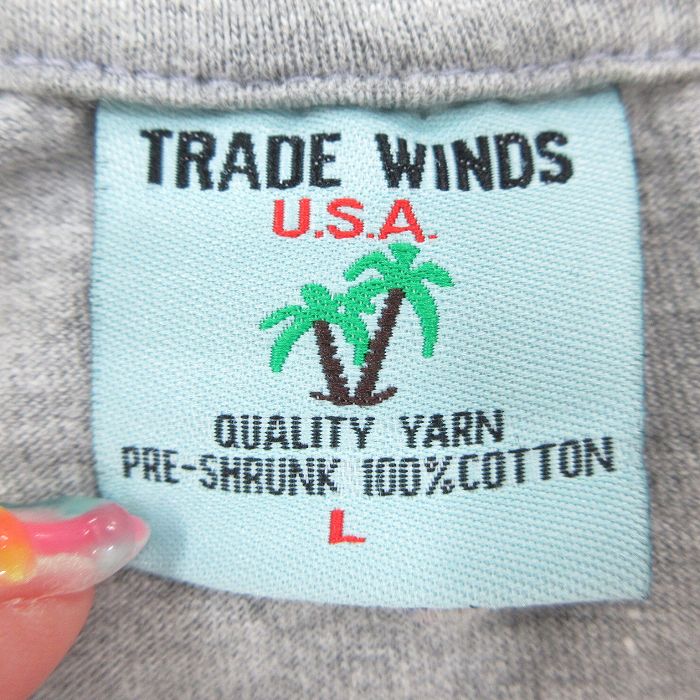 TRADE WINDS
U.S.A.
QUALITY YARN
PRE-SHRUNK 100% COTTON
L